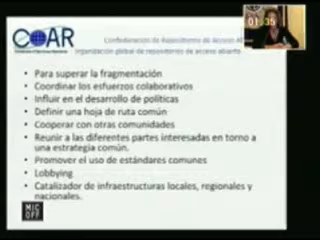 COAR
Confederación de Repositorios de Acceso
organización global de repositorios de acceso abierto
01:35
• Para superar la fragmentación
• Coordinar los esfuerzos colaborativos
• Influir en el desarrollo de políticas
• Definir una hoja de ruta común
• Cooperar con otras comunidades
• Reunir a las diferentes partes interesadas en torno a
una estrategia común.
• Promover el uso de estándares comunes
• Lobbying
• Catalizador de infraestructuras locales, regionales y
nacionales.
MIC
OFF